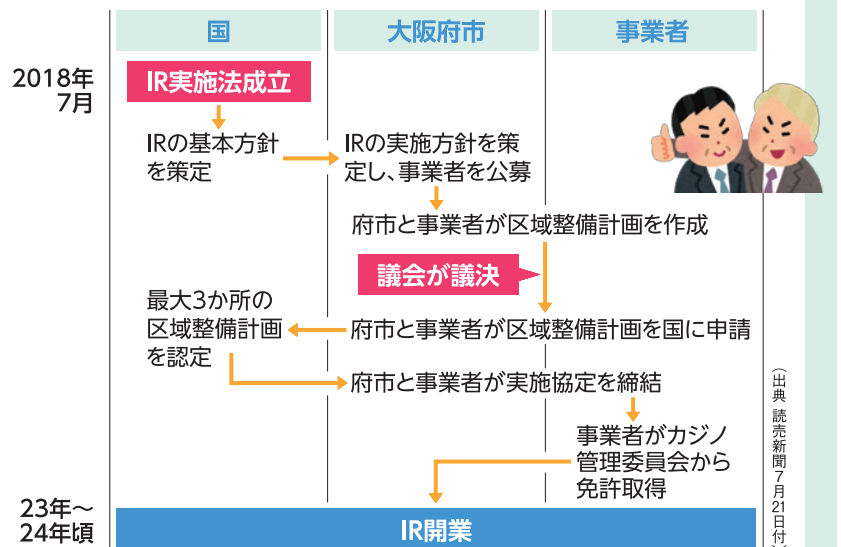 国
大阪府市
事業者
2018年
7月
IR実施法成立
IRの基本方針
を策定
IRの実施方針を策
定し、事業者を公募
府市と事業者が区域整備計画を作成
議会が議決
最大3か所の
区域整備計画
を認定
府市と事業者が区域整備計画を国に申請
府市と事業者が実施協定を締結
事業者がカジノ
管理委員会から
免許取得
23年～
24年頃
IR開業
（出典 読売新聞7月21日付）